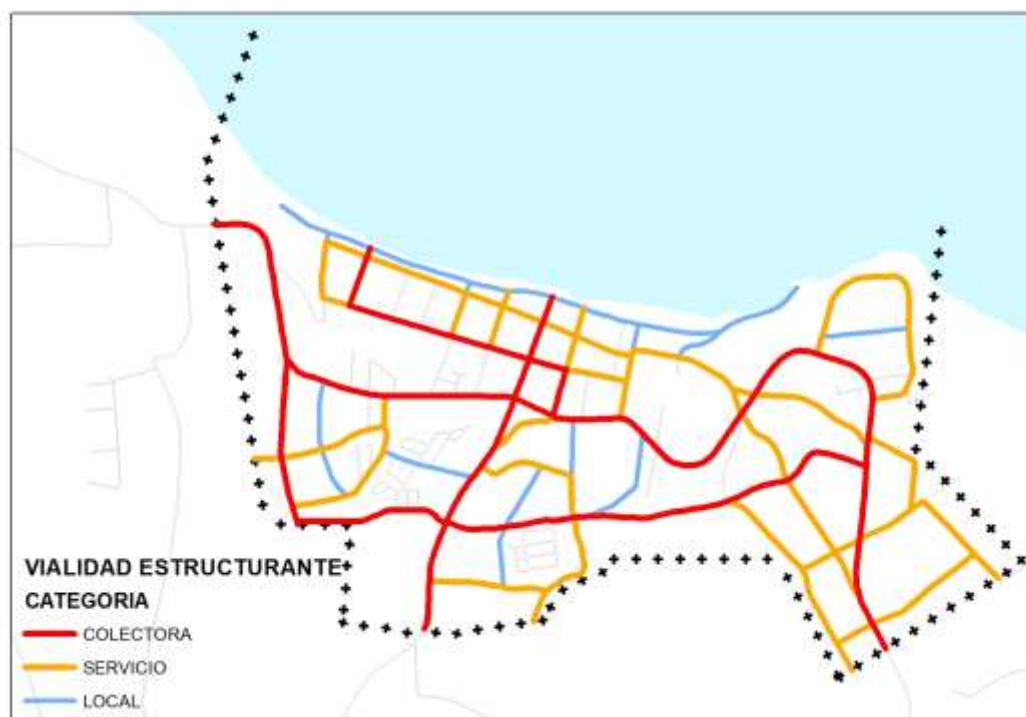 VIALIDAD ESTRUCTURANTE
CATEGORIA
COLECTORA
SERVICIO
LOCAL